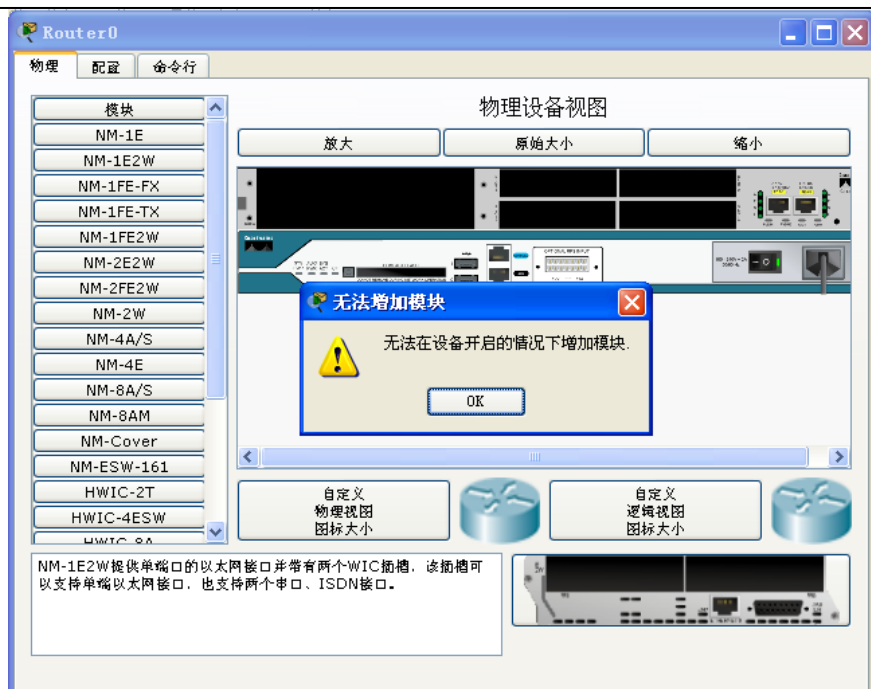 Router0
物理
配置
命令行
模块
NM-1E
NM-1E2W
NM-1FE-FX
NM-1FE-TX
NM-1FE2W
NM-2E2W
NM-2FE2W
NM-2W
NM-4A/S
NM-4E
NM-8A/S
NM-8AM
NM-Cover
NM-ESW-161
HWIC-2T
HWIC-4ESW
HWIC-8A
物理设备视图
放大
原始大小
缩小
无法增加模块
无法在设备开启的情况下增加模块.
OK
自定义
物理视图
图标大小
自定义
逻辑视图
图标大小
NM-1E2W提供单端口的以太网接口并带有两个WIC插槽，该插槽可
以支持单端以太网接口，也支持两个串口、ISDN接口。